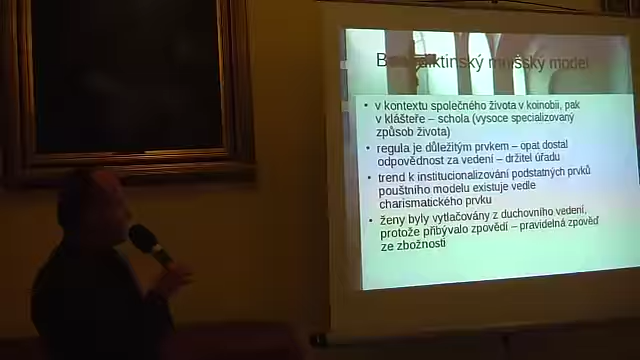 Benediktinský mnišský model
• v kontextu společného života v koinobii, pak
v klášteře – schola (vysoce specializovaný
způsob života)
• regula je důležitým prvkem – opat dostal
odpovědnost za vedení – držitel úřadu
• trend k institucionalizování podstatných prvků
pouštního modelu existuje vedle
charismatického prvku
• ženy byly vytlačovány z duchovního vedení,
protože přibývalo zpovědí – pravidelná zpověď
ze zbožnosti